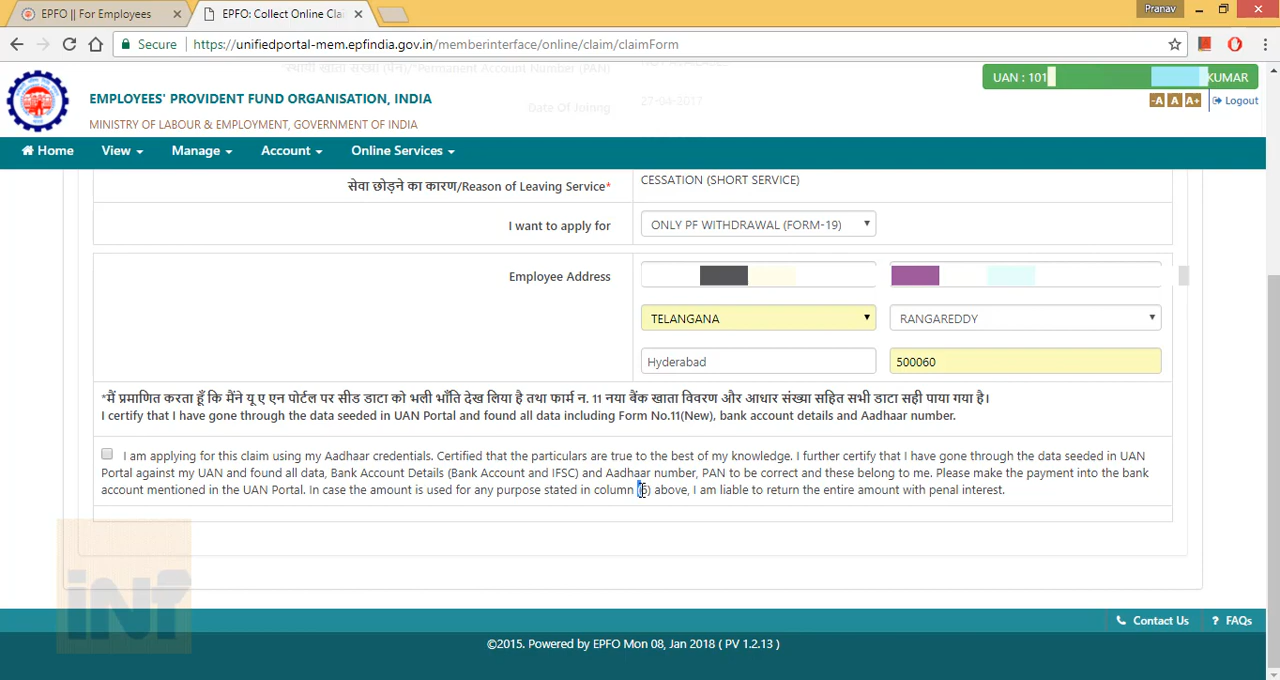 EPFO || For Employees
EPFO: Collect Online Cla
Pranav
Secure https://unifiedportal-mem.epfindia.gov.in/memberinterface/online/claim/claimForm
*स्थायी खाता संख्या (पैन)/*Permanent Account Number (PAN)
UAN : 101 KUMAR
EMPLOYEES' PROVIDENT FUND ORGANISATION, INDIA
Date Of Joinng 27-04-2017
-A A A+ Logout
MINISTRY OF LABOUR & EMPLOYMENT, GOVERNMENT OF INDIA
Home View Manage Account Online Services
सेवा छोड़ने का कारण/Reason of Leaving Service* CESSATION (SHORT SERVICE)
I want to apply for ONLY PF WITHDRAWAL (FORM-19)
Employee Address
TELANGANA RANGAREDDY
Hyderabad 500060
*मैं प्रमाणित करता हूँ कि मैंने यू ए एन पोर्टल पर सीड डाटा को भली भाँति देख लिया है तथा फार्म न. 11 नया बैंक खाता विवरण और आधार संख्या सहित सभी डाटा सही पाया गया है।
I certify that I have gone through the data seeded in UAN Portal and found all data including Form No.11(New), bank account details and Aadhaar number.
I am applying for this claim using my Aadhaar credentials. Certified that the particulars are true to the best of my knowledge. I further certify that I have gone through the data seeded in UAN
Portal against my UAN and found all data, Bank Account Details (Bank Account and IFSC) and Aadhaar number, PAN to be correct and these belong to me. Please make the payment into the bank
account mentioned in the UAN Portal. In case the amount is used for any purpose stated in column above, I am liable to return the entire amount with penal interest.
inf
Contact Us ? FAQs
©2015. Powered by EPFO Mon 08, Jan 2018 ( PV 1.2.13 )